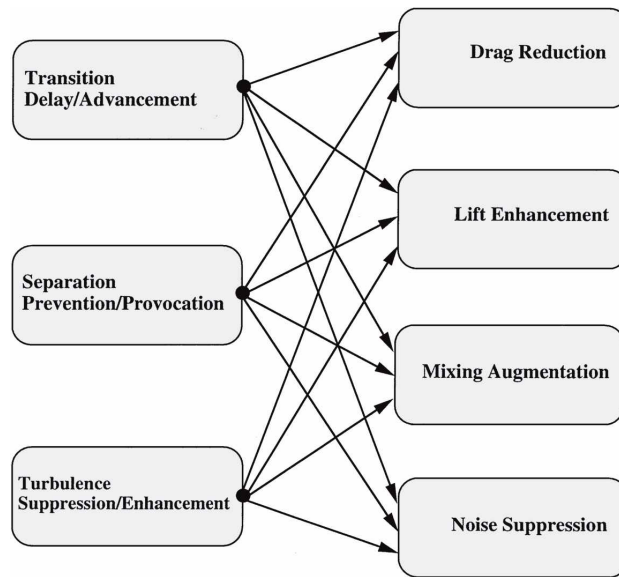 Transition
Delay/Advancement
Drag Reduction
Lift Enhancement
Separation
Prevention/Provocation
Mixing Augmentation
Turbulence
Suppression/Enhancement
Noise Suppression